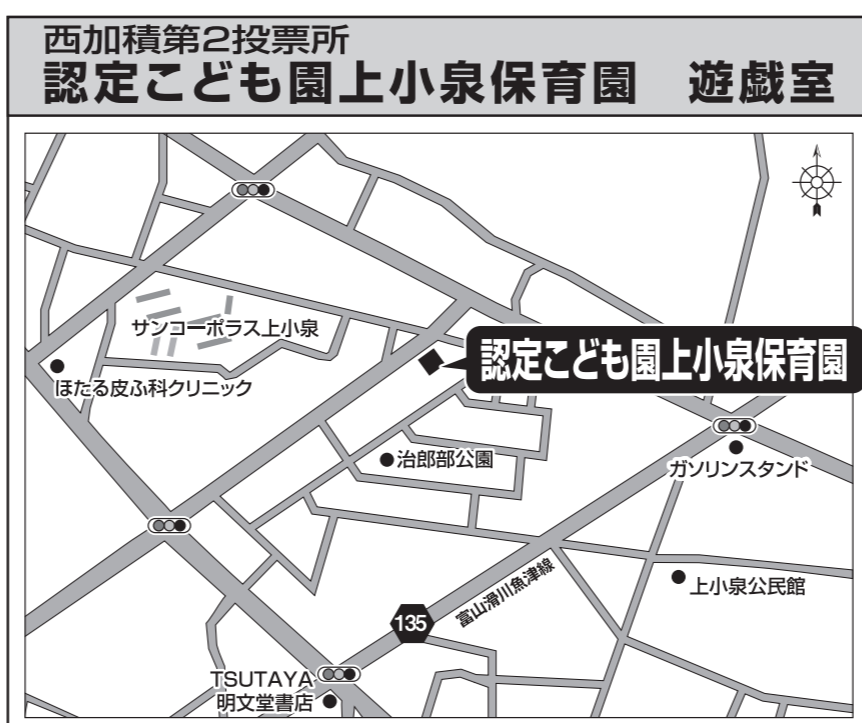 西加積第2投票所
認定こども園上小泉保育園　遊戯室
サンコーポラス上小泉
認定こども園上小泉保育園
ほたる皮ふ科クリニック
治郎部公園
ガソリンスタンド
富山滑川魚津線
上小泉公民館
135
TSUTAYA
明文堂書店